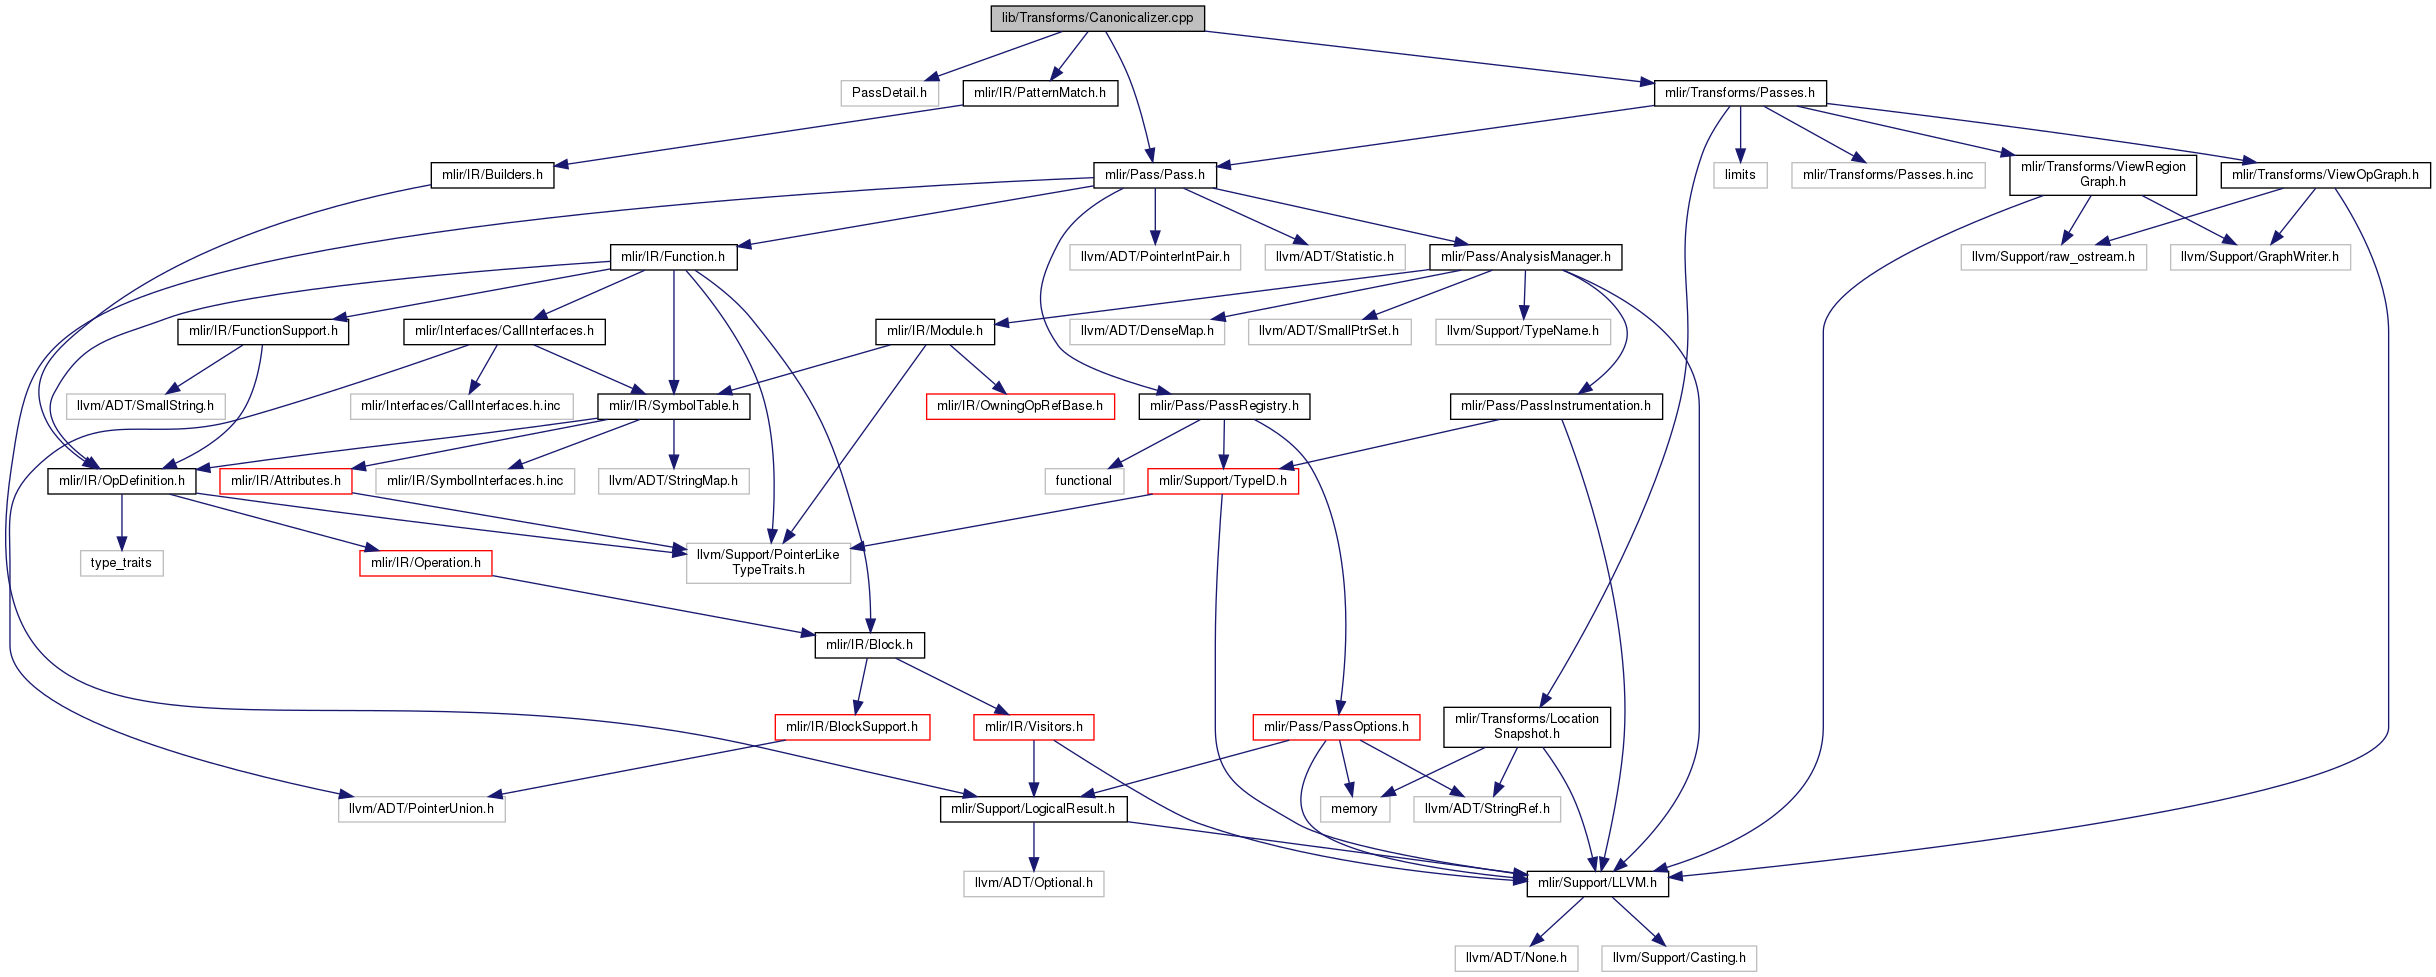 lib/Transforms/Canonicalizer.cpp
PassDetail.h
mlir/IR/PatternMatch.h
mlir/Transforms/Passes.h
mlir/IR/Builders.h
mlir/Pass/Pass.h
limits
mlir/Transforms/Passes.h.inc
mlir/Transforms/ViewRegion
Graph.h
mlir/Transforms/ViewOpGraph.h
mlir/IR/Function.h
llvm/ADT/PointerIntPair.h
llvm/ADT/Statistic.h
mlir/Pass/AnalysisManager.h
llvm/Support/raw_ostream.h
llvm/Support/GraphWriter.h
mlir/IR/FunctionSupport.h
mlir/Interfaces/CallInterfaces.h
mlir/IR/Module.h
llvm/ADT/DenseMap.h
llvm/ADT/SmallPtrSet.h
llvm/Support/TypeName.h
llvm/ADT/SmallString.h
mlir/Interfaces/CallInterfaces.h.inc
mlir/IR/SymbolTable.h
mlir/IR/OwningOpRefBase.h
mlir/Pass/PassRegistry.h
mlir/Pass/PassInstrumentation.h
mlir/IR/OpDefinition.h
mlir/IR/Attributes.h
mlir/IR/SymbolInterfaces.h.inc
llvm/ADT/StringMap.h
functional
mlir/Support/TypeID.h
type_traits
mlir/IR/Operation.h
llvm/Support/PointerLike
TypeTraits.h
mlir/IR/Block.h
mlir/IR/BlockSupport.h
mlir/IR/Visitors.h
mlir/Pass/PassOptions.h
mlir/Transforms/Location
Snapshot.h
llvm/ADT/PointerUnion.h
mlir/Support/LogicalResult.h
memory
llvm/ADT/StringRef.h
llvm/ADT/Optional.h
mlir/Support/LLVM.h
llvm/ADT/None.h
llvm/Support/Casting.h